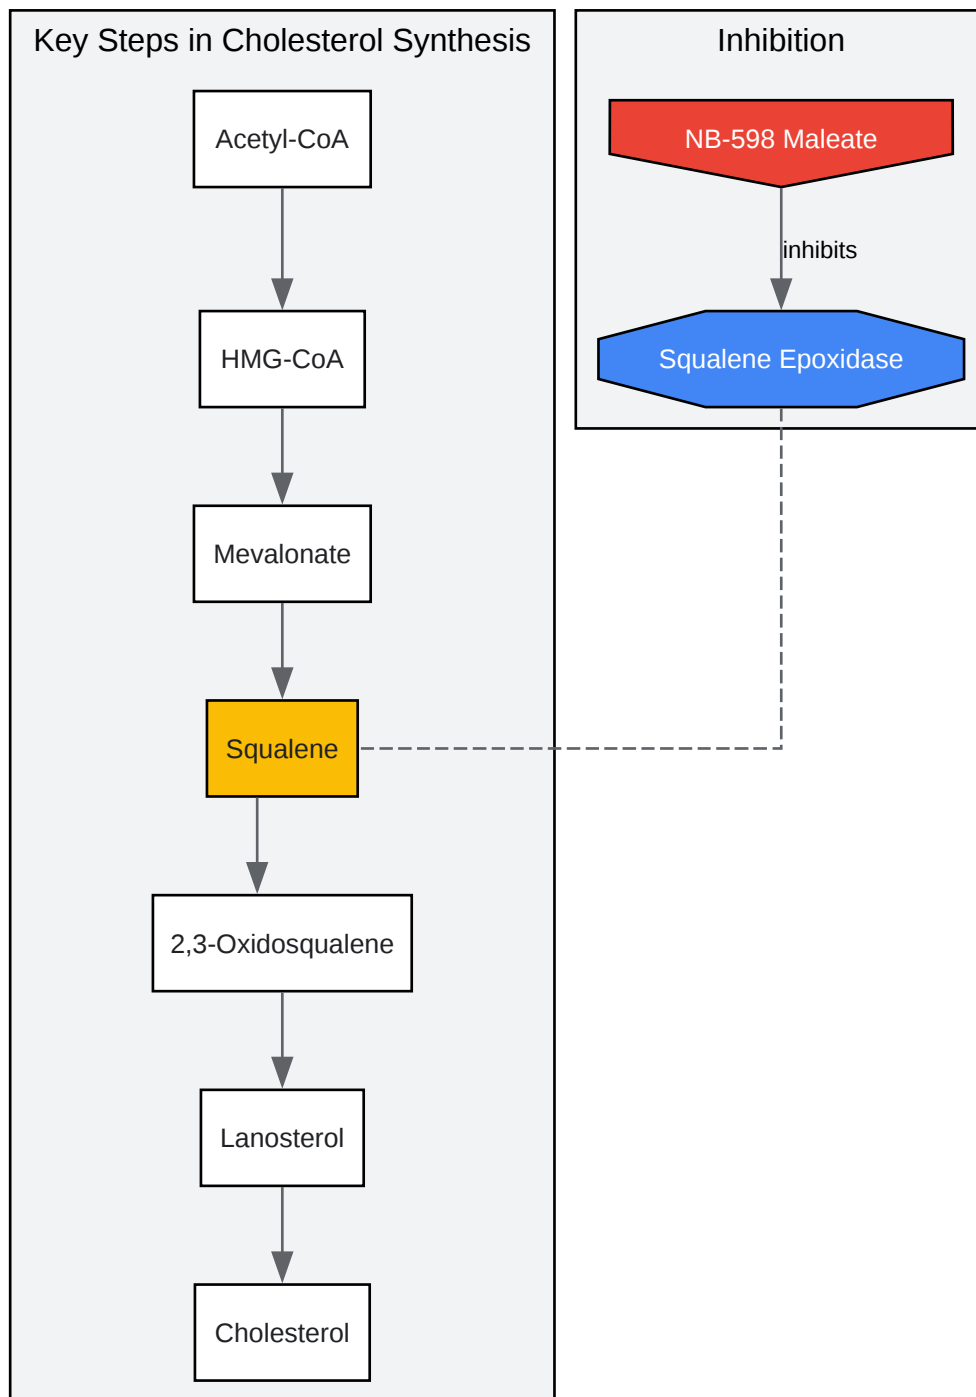 Key Steps in Cholesterol Synthesis
Acetyl-CoA
HMG-CoA
Mevalonate
Squalene
2,3-Oxidosqualene
Lanosterol
Cholesterol
Inhibition
NB-598 Maleate
inhibits
Squalene Epoxidase